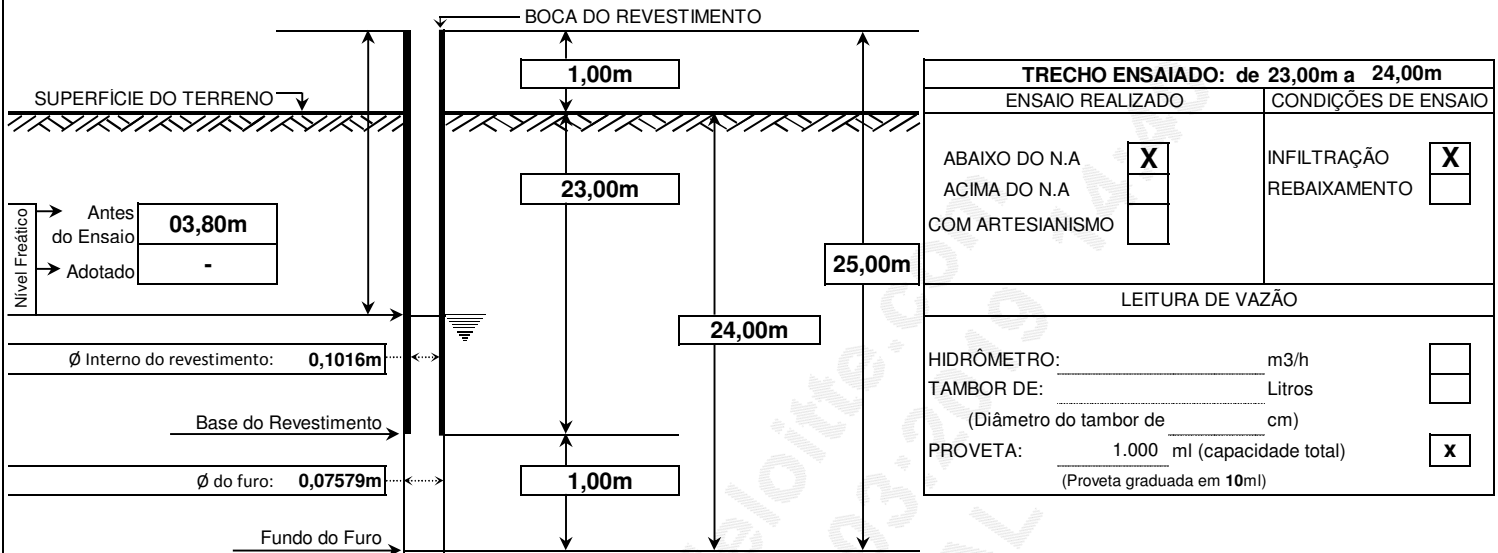 BOCA DO REVESTIMENTO
1,00m
SUPERFÍCIE DO TERRENO
23,00m
Nível Freático
Antes
do Ensaio
03,80m
Adotado
-
25,00m
24,00m
Ø Interno do revestimento: 0,1016m
Base do Revestimento
Ø do furo: 0,07579m
1,00m
Fundo do Furo
TRECHO ENSAIADO: de 23,00m a 24,00m
ENSAIO REALIZADO
CONDIÇÕES DE ENSAIO
ABAIXO DO N.A X
INFILTRAÇÃO X
ACIMA DO N.A
REBAIXAMENTO
COM ARTESIANISMO
LEITURA DE VAZÃO
HIDRÔMETRO: m3/h
TAMBOR DE: Litros
(Diâmetro do tambor de cm)
PROVETA: 1.000 ml (capacidade total) x
(Proveta graduada em 10ml)